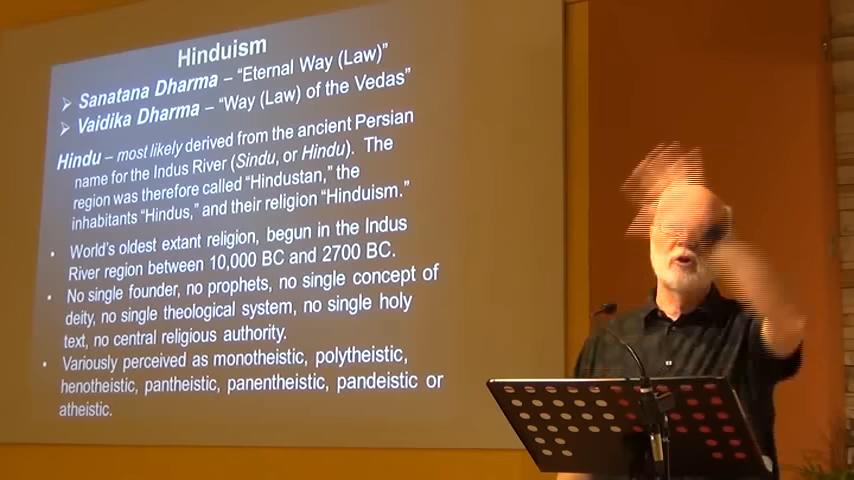 Hinduism
➢ Sanatana Dharma – "Eternal Way (Law)"
➢ Vaidika Dharma – "Way (Law) of the Vedas"
Hindu – most likely derived from the ancient Persian
name for the Indus River (Sindu, or Hindu). The
region was therefore called "Hindustan," the
inhabitants "Hindus," and their religion "Hinduism."
• World's oldest extant religion, begun in the Indus
River region between 10,000 BC and 2700 BC.
• No single founder, no prophets, no single concept of
deity, no single theological system, no single holy
text, no central religious authority.
• Variously perceived as monotheistic, polytheistic,
henotheistic, pantheistic, panentheistic, pandeistic or
atheistic.